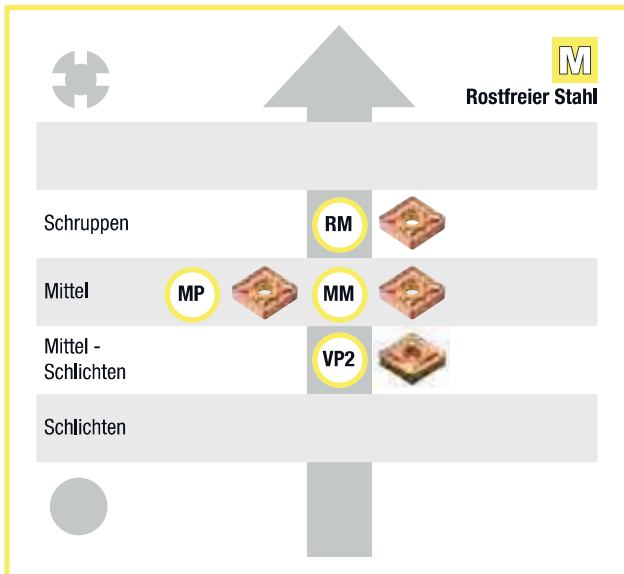 M
Rostfreier Stahl
Schruppen
RM
Mittel
MP
MM
Mittel -
Schlichten
VP2
Schlichten